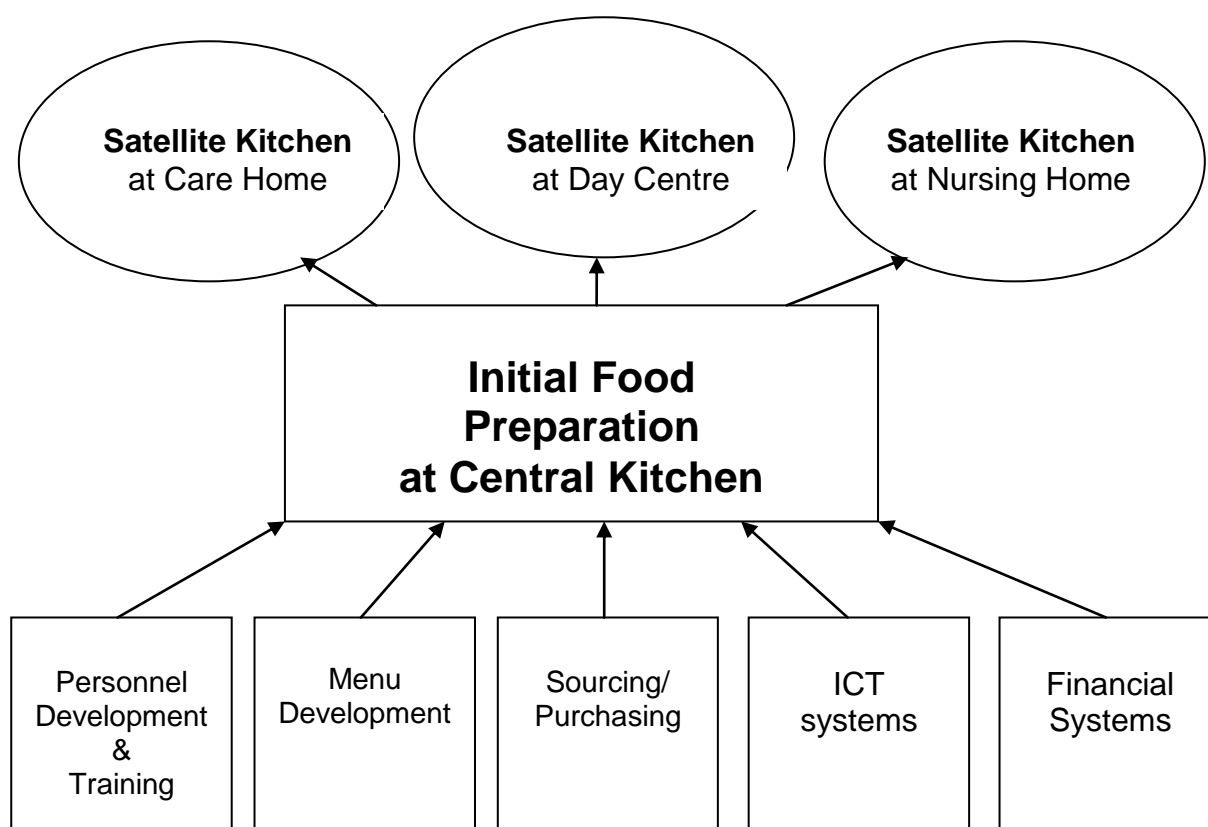 Satellite Kitchen
at Care Home
Satellite Kitchen
at Day Centre
Satellite Kitchen
at Nursing Home
Initial Food
Preparation
at Central Kitchen
Personnel
Development
&
Training
Menu
Development
Sourcing/
Purchasing
ICT
systems
Financial
Systems